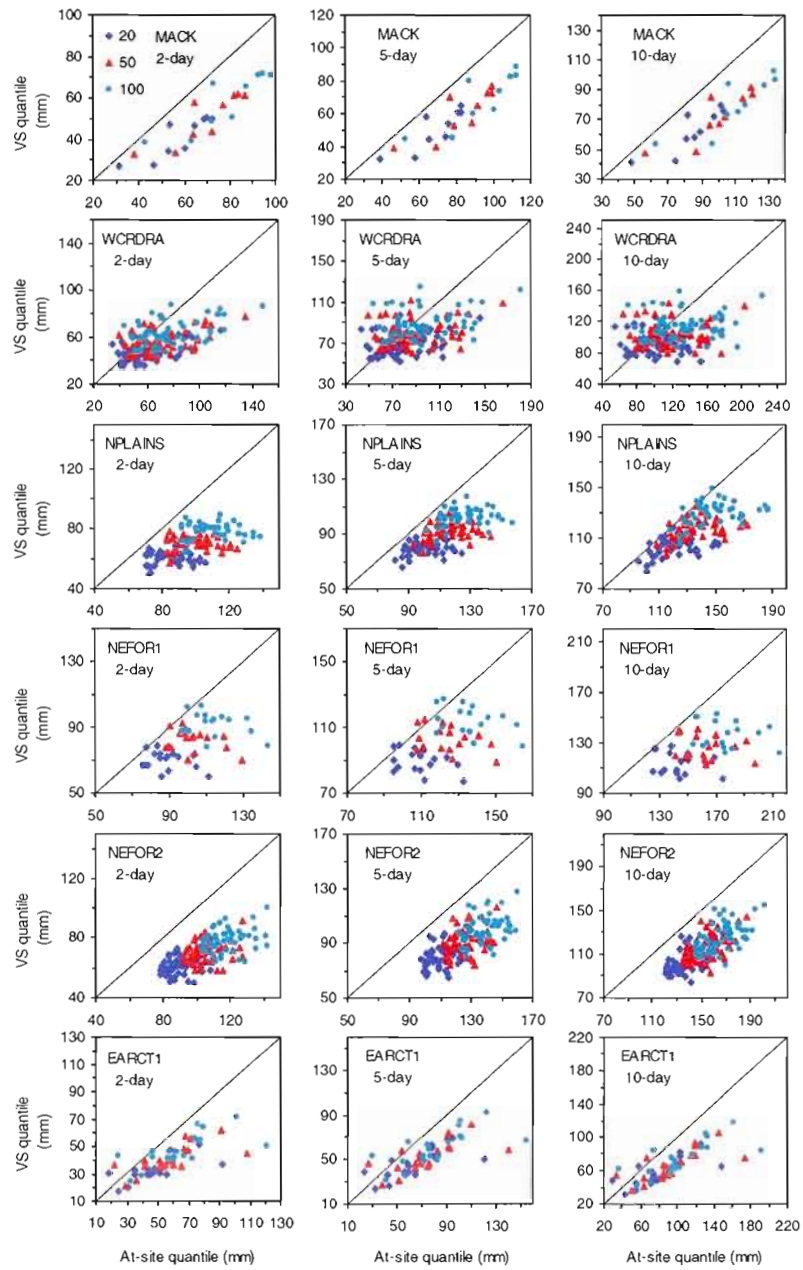 VS quantile
(mm)
100
80
60
40
20
20
50
100
MACK
2-day
20 40 60 80 100
120
100
80
60
40
20
MACK
5-day
20 40 60 80 100 120
130
110
90
70
50
30
MACK
10-day
30 50 70 90 110 130
VS quantile
(mm)
140
100
60
20
WCRDRA
2-day
20 60 100 140
190
150
110
70
30
WCRDRA
5-day
30 70 110 150 190
240
200
160
120
80
40
WCRDRA
10-day
40 80 120 160 200 240
VS quantile
(mm)
120
80
40
NPLAINS
2-day
40 80 120
170
130
90
50
NPLAINS
5-day
50 90 130 170
190
150
110
70
NPLAINS
10-day
70 110 150 190
VS quantile
(mm)
130
90
50
NEFOR1
2-day
50 90 130
150
110
70
NEFOR1
5-day
70 110 150
210
170
130
90
NEFOR1
10-day
90 130 170 210
VS quantile
(mm)
120
80
40
NEFOR2
2-day
40 80 120
170
130
90
50
NEFOR2
5-day
50 90 130 170
190
150
110
70
NEFOR2
10-day
70 110 150 190
VS quantile
(mm)
130
110
90
70
50
30
10
EARCT1
2-day
10 30 50 70 90 110 130
130
90
50
10
EARCT1
5-day
10 50 90 130
220
180
140
100
60
20
EARCT1
10-day
20 60 100 140 180 220
At-site quantile (mm)
At-site quantile (mm)
At-site quantile (mm)